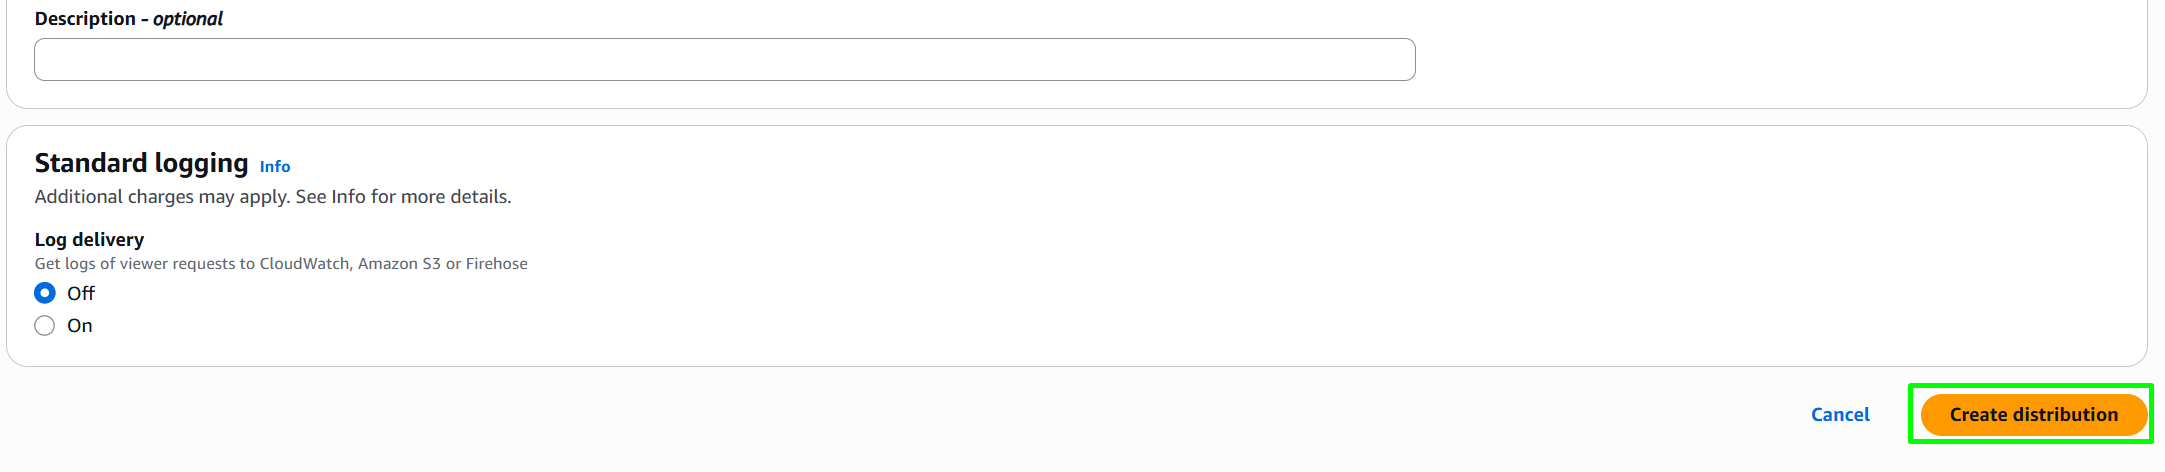 Description - optional
Standard logging Info
Additional charges may apply. See Info for more details.
Log delivery
Get logs of viewer requests to CloudWatch, Amazon S3 or Firehose
Off
On
Cancel Create distribution